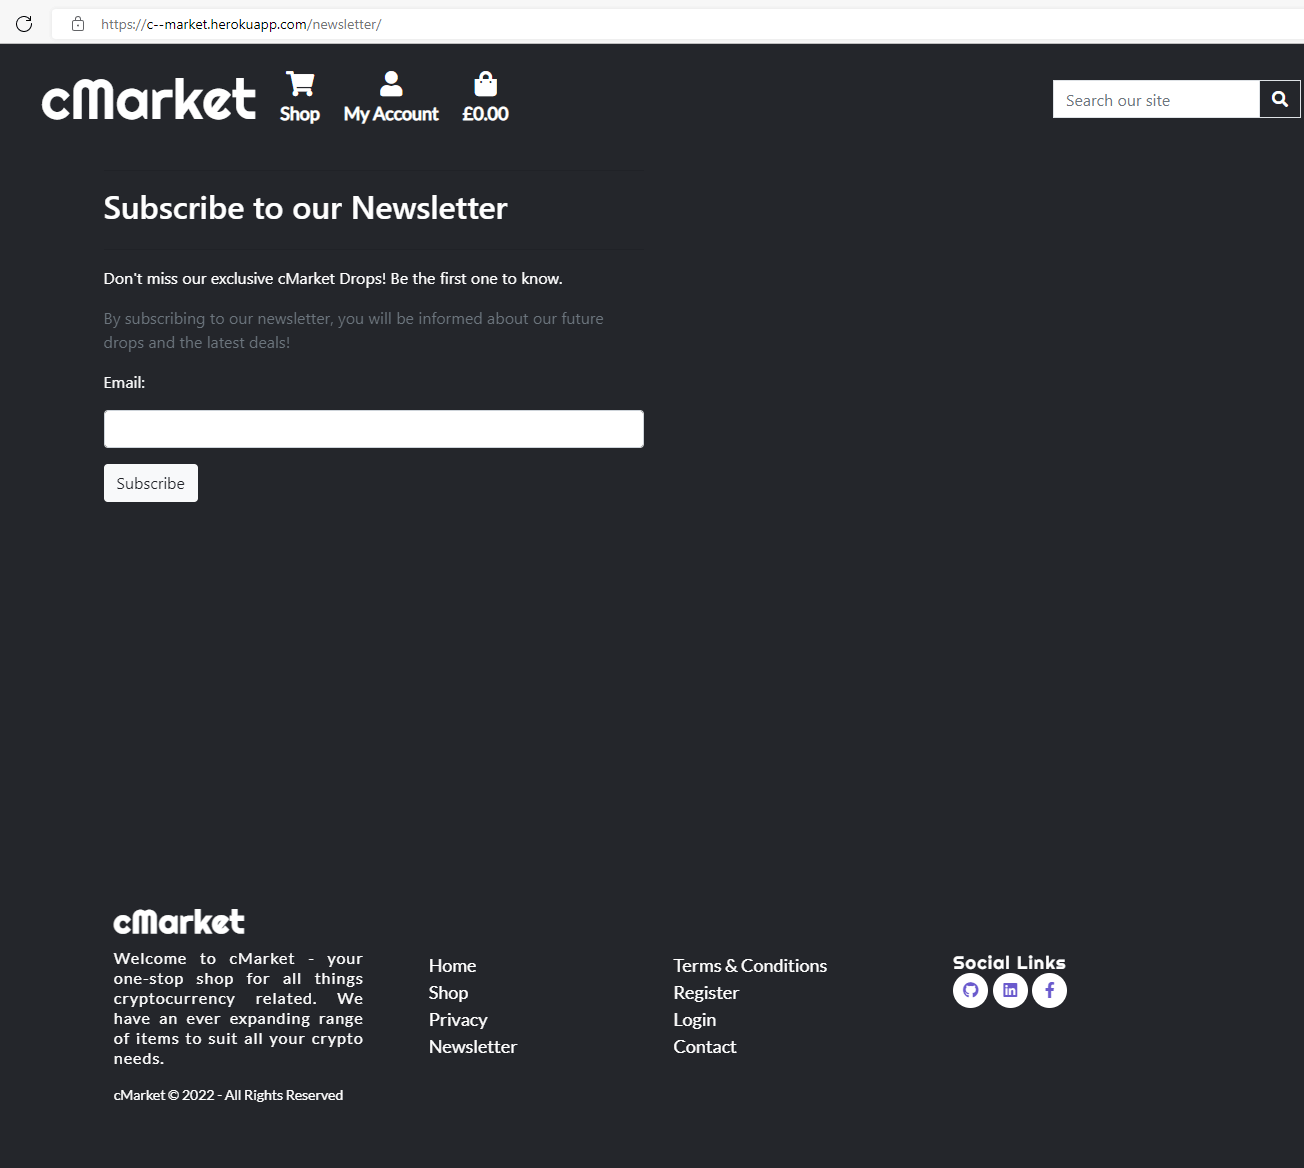 https://c--market.herokuapp.com/newsletter/
cMarket
Shop
My Account
£0.00
Search our site
Subscribe to our Newsletter
Don't miss our exclusive cMarket Drops! Be the first one to know.
By subscribing to our newsletter, you will be informed about our future
drops and the latest deals!
Email:
Subscribe
cMarket
Welcome to cMarket - your
one-stop shop for all things
cryptocurrency related. We
have an ever expanding range
of items to suit all your crypto
needs.
cMarket © 2022 - All Rights Reserved
Home
Shop
Privacy
Newsletter
Terms & Conditions
Register
Login
Contact
Social Links